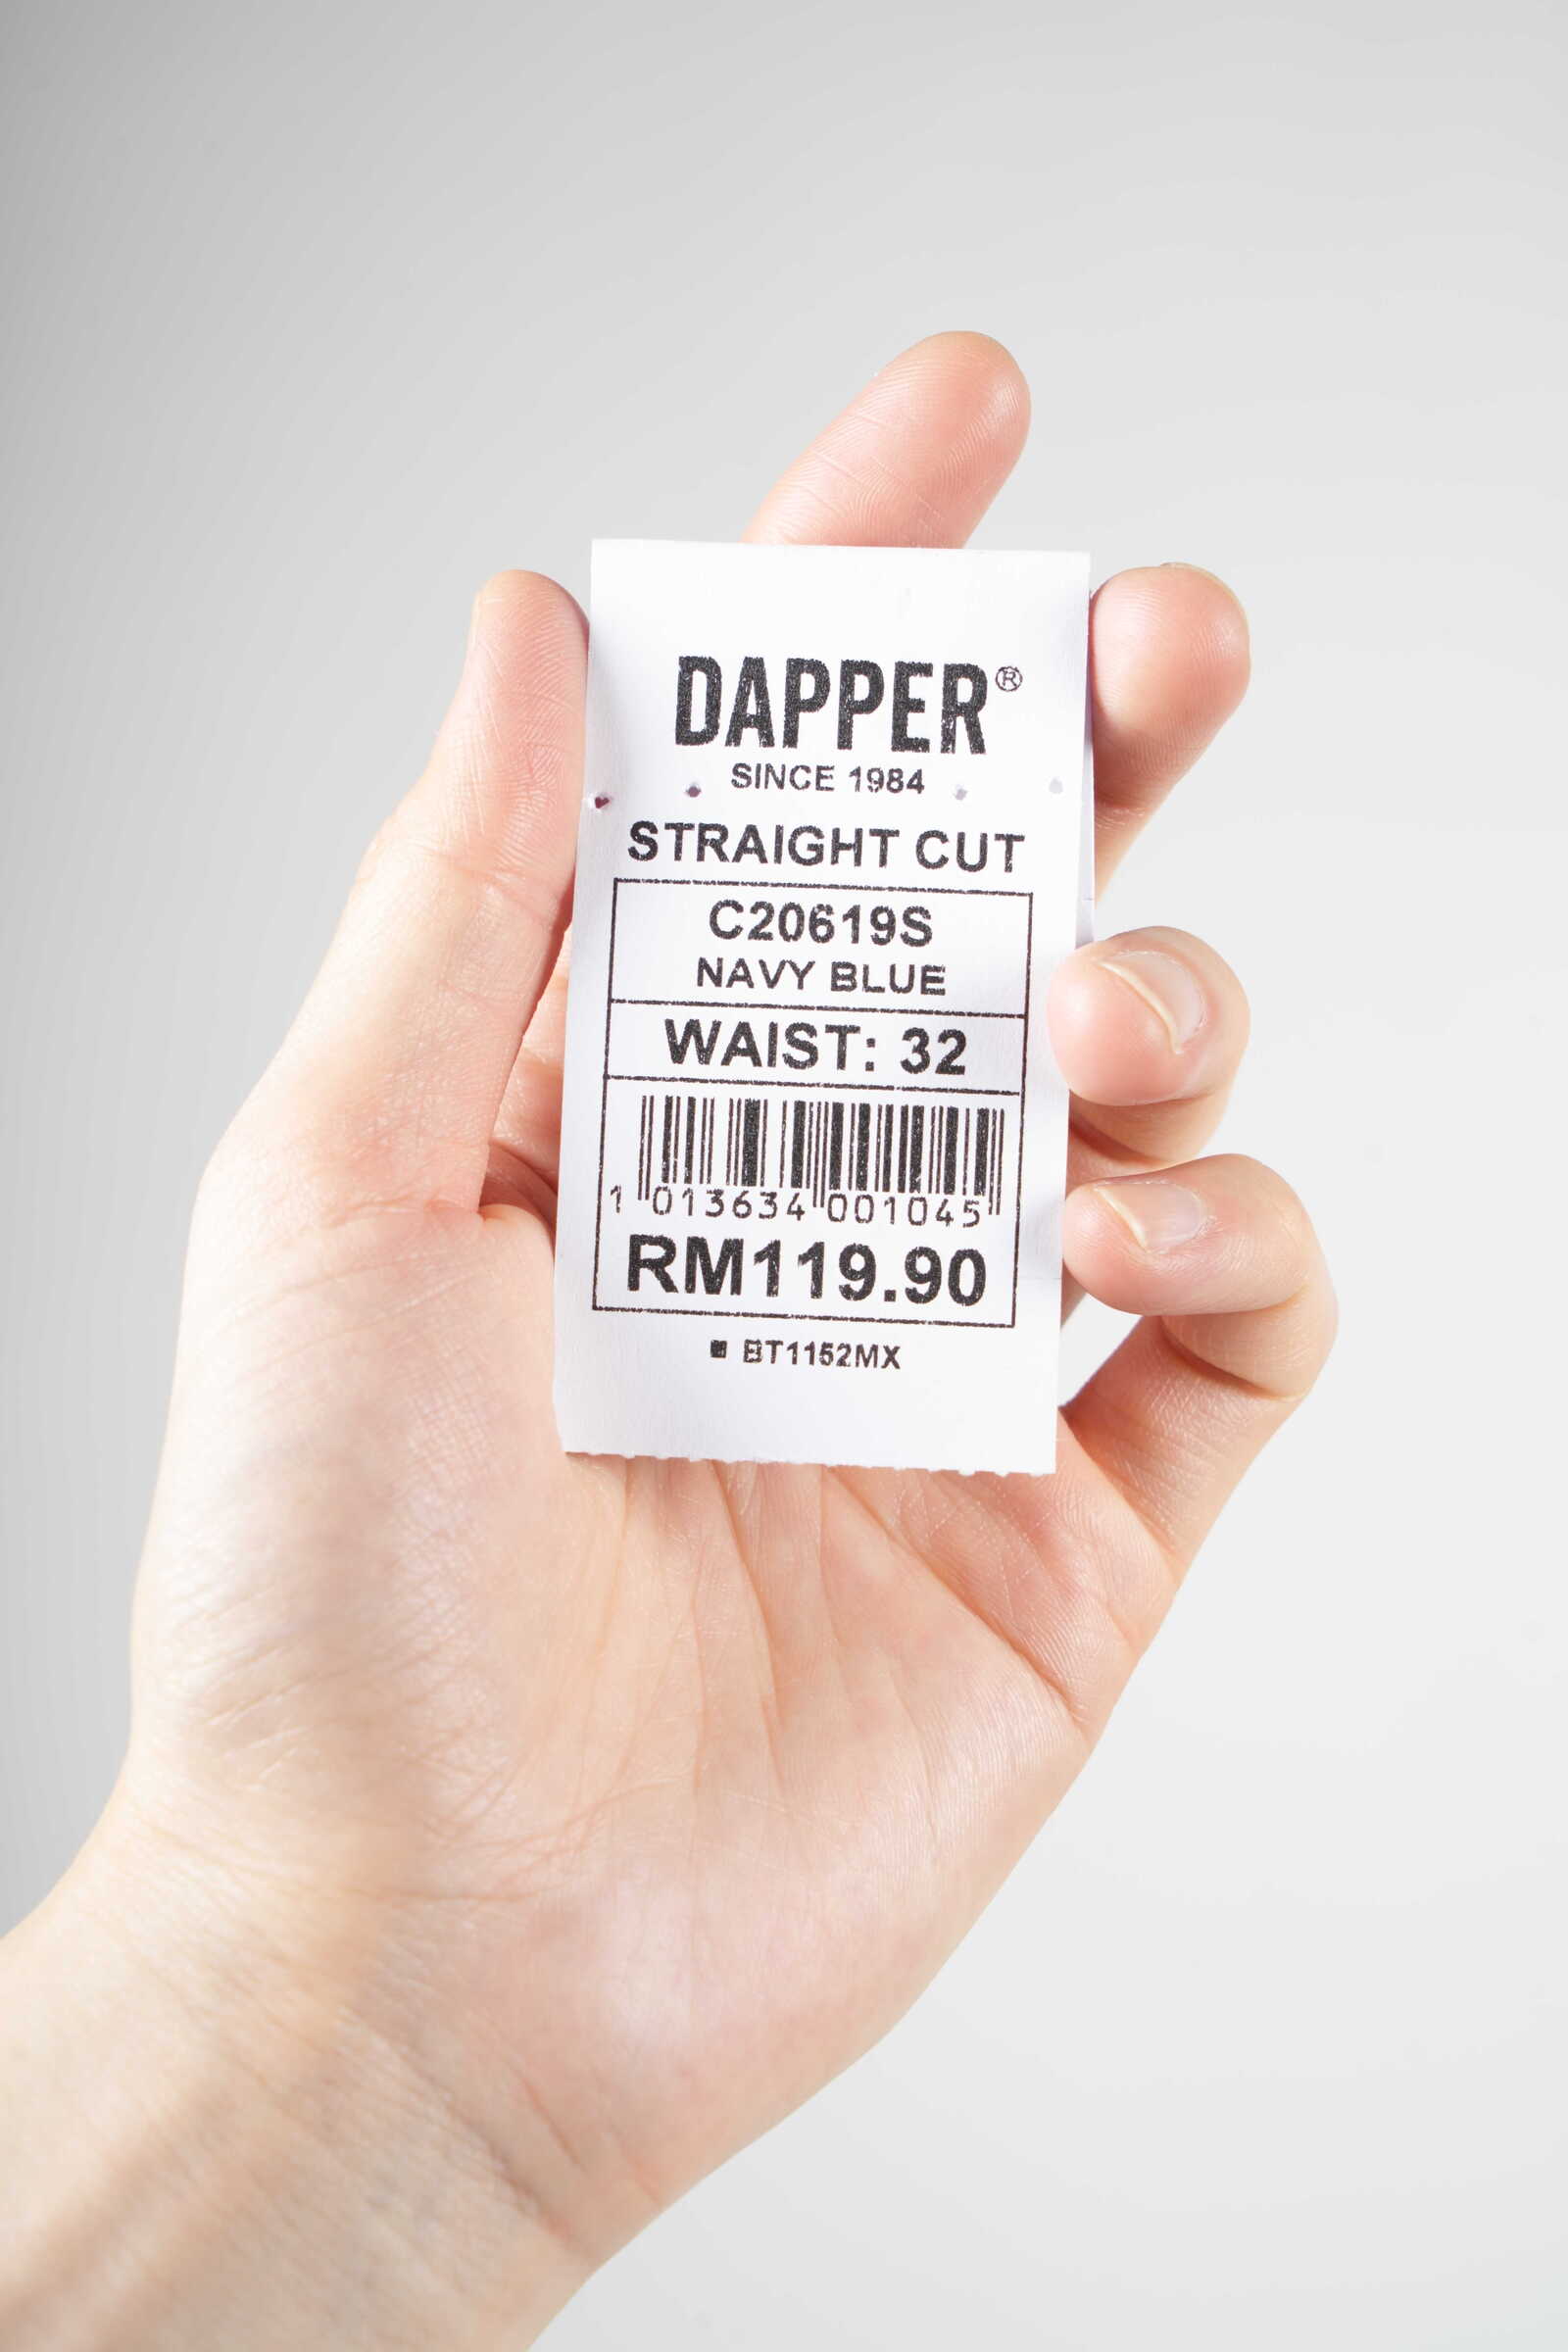 DAPPER®
SINCE 1984
STRAIGHT CUT
C20619S
NAVY BLUE
WAIST: 32
1 013634 001045
RM119.90
BT1152MX